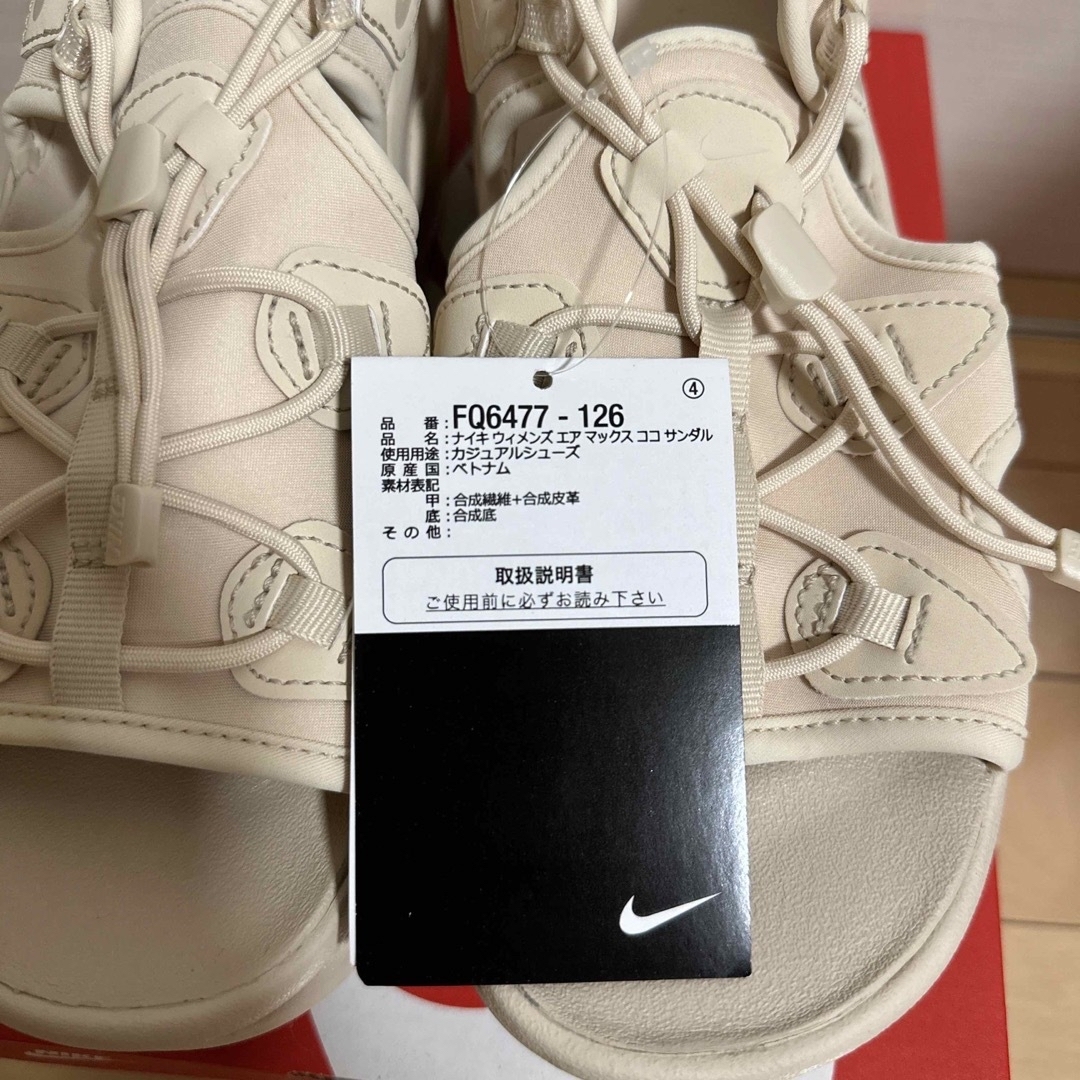 ④
品 番：FQ6477 - 126
品 名：ナイキ ウィメンズ エア マックス ココ サンダル
使用用途：カジュアルシューズ
原 産 国：ベトナム
素材表記
甲：合成繊維+合成皮革
底：合成底
そ の 他：
取扱説明書
ご使用前に必ずお読み下さい